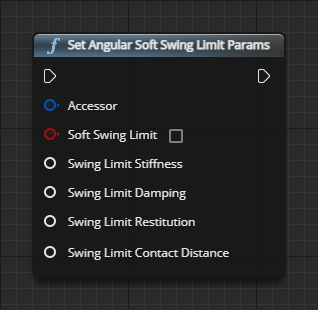 Set Angular Soft Swing Limit Params
Accessor
Soft Swing Limit
Swing Limit Stiffness
Swing Limit Damping
Swing Limit Restitution
Swing Limit Contact Distance